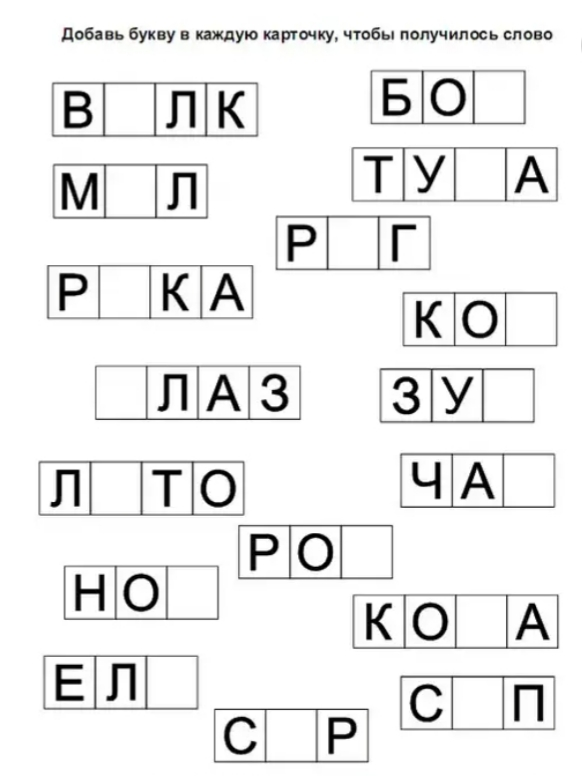 Добавь букву в каждую карточку, чтобы получилось слово
В ЛК
БО
М Л
ТУ А
Р Г
Р КА
КО
ЛАЗ
ЗУ
Л ТО
ЧА
РО
НО
КО А
ЕЛ
С П
С Р